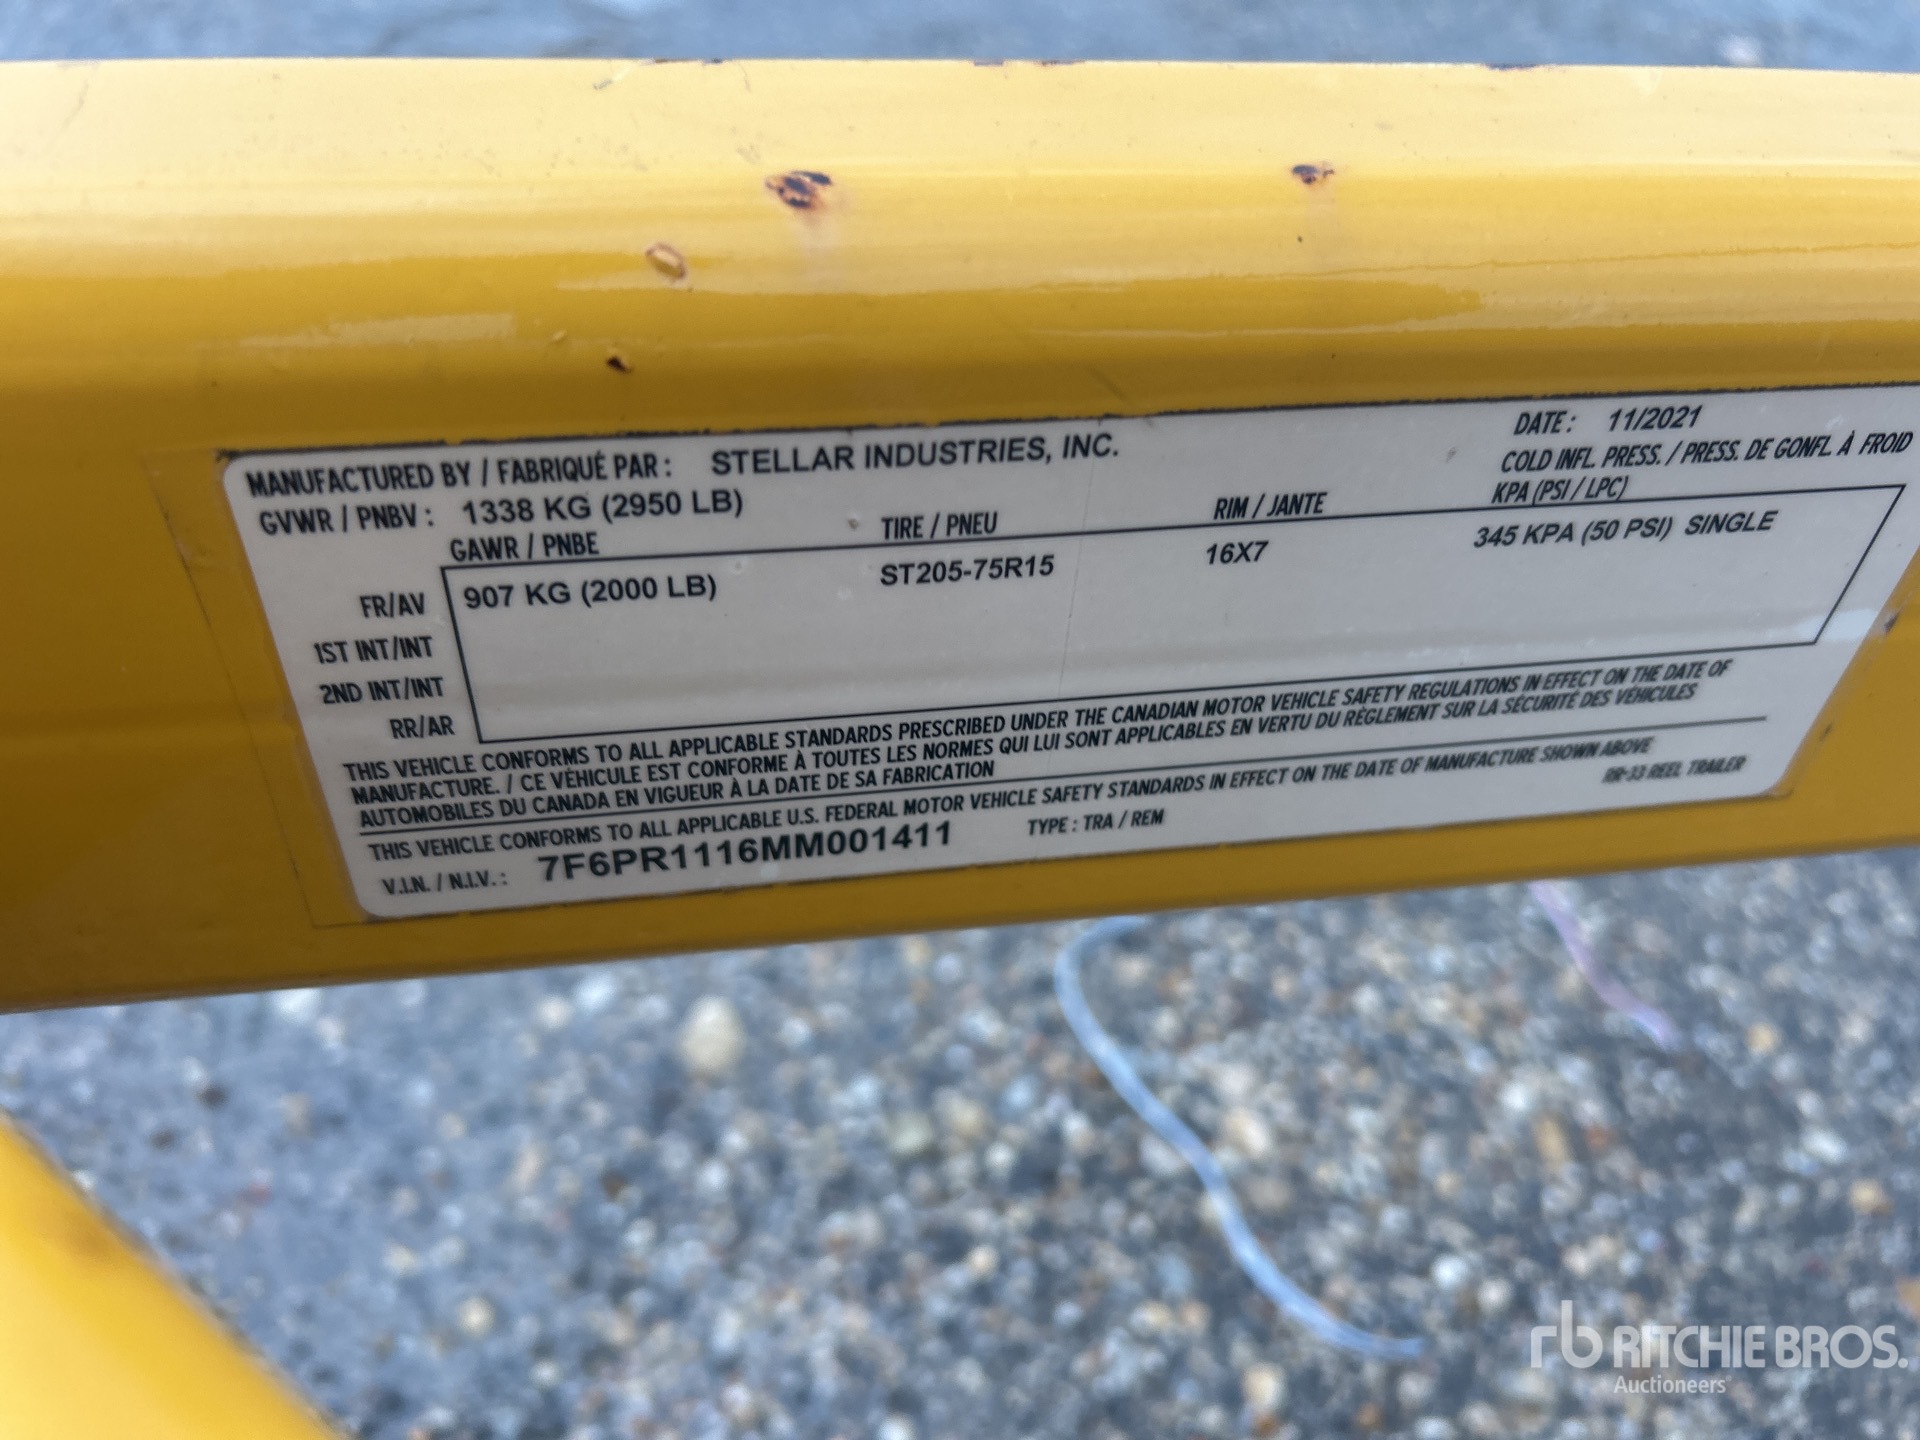 MANUFACTURED BY / FABRIQUÉ PAR : STELLAR INDUSTRIES, INC. DATE : 11/2021
GVWR / PNBV : 1338 KG (2950 LB) COLD INFL. PRESS. / PRESS. DE GONFL. À FROID
GAWR / PNBE TIRE / PNEU RIM / JANTE KPA (PSI / LPC)
FR/AV 907 KG (2000 LB) ST205-75R15 16X7 345 KPA (50 PSI) SINGLE
1ST INT/INT
2ND INT/INT
RR/AR
THIS VEHICLE CONFORMS TO ALL APPLICABLE STANDARDS PRESCRIBED UNDER THE CANADIAN MOTOR VEHICLE SAFETY REGULATIONS IN EFFECT ON THE DATE OF
MANUFACTURE. / CE VÉHICULE EST CONFORME À TOUTES LES NORMES QUI LUI SONT APPLICABLES EN VERTU DU RÈGLEMENT SUR LA SÉCURITÉ DES VÉHICULES
AUTOMOBILES DU CANADA EN VIGUEUR À LA DATE DE SA FABRICATION
THIS VEHICLE CONFORMS TO ALL APPLICABLE U.S. FEDERAL MOTOR VEHICLE SAFETY STANDARDS IN EFFECT ON THE DATE OF MANUFACTURE SHOWN ABOVE
V.I.N. / N.I.V. : 7F6PR1116MM001411 TYPE : TRA / REM RR-33 REEL TRAILER
rb RITCHIE BROS.
Auctioneers